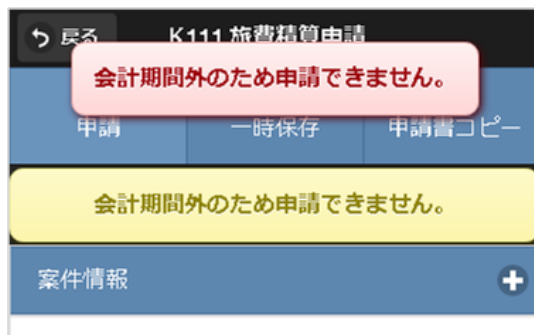 戻る K111 旅費精算申請
会計期間外のため申請できません。
申請 一時保存 申請書コピー
会計期間外のため申請できません。
案件情報